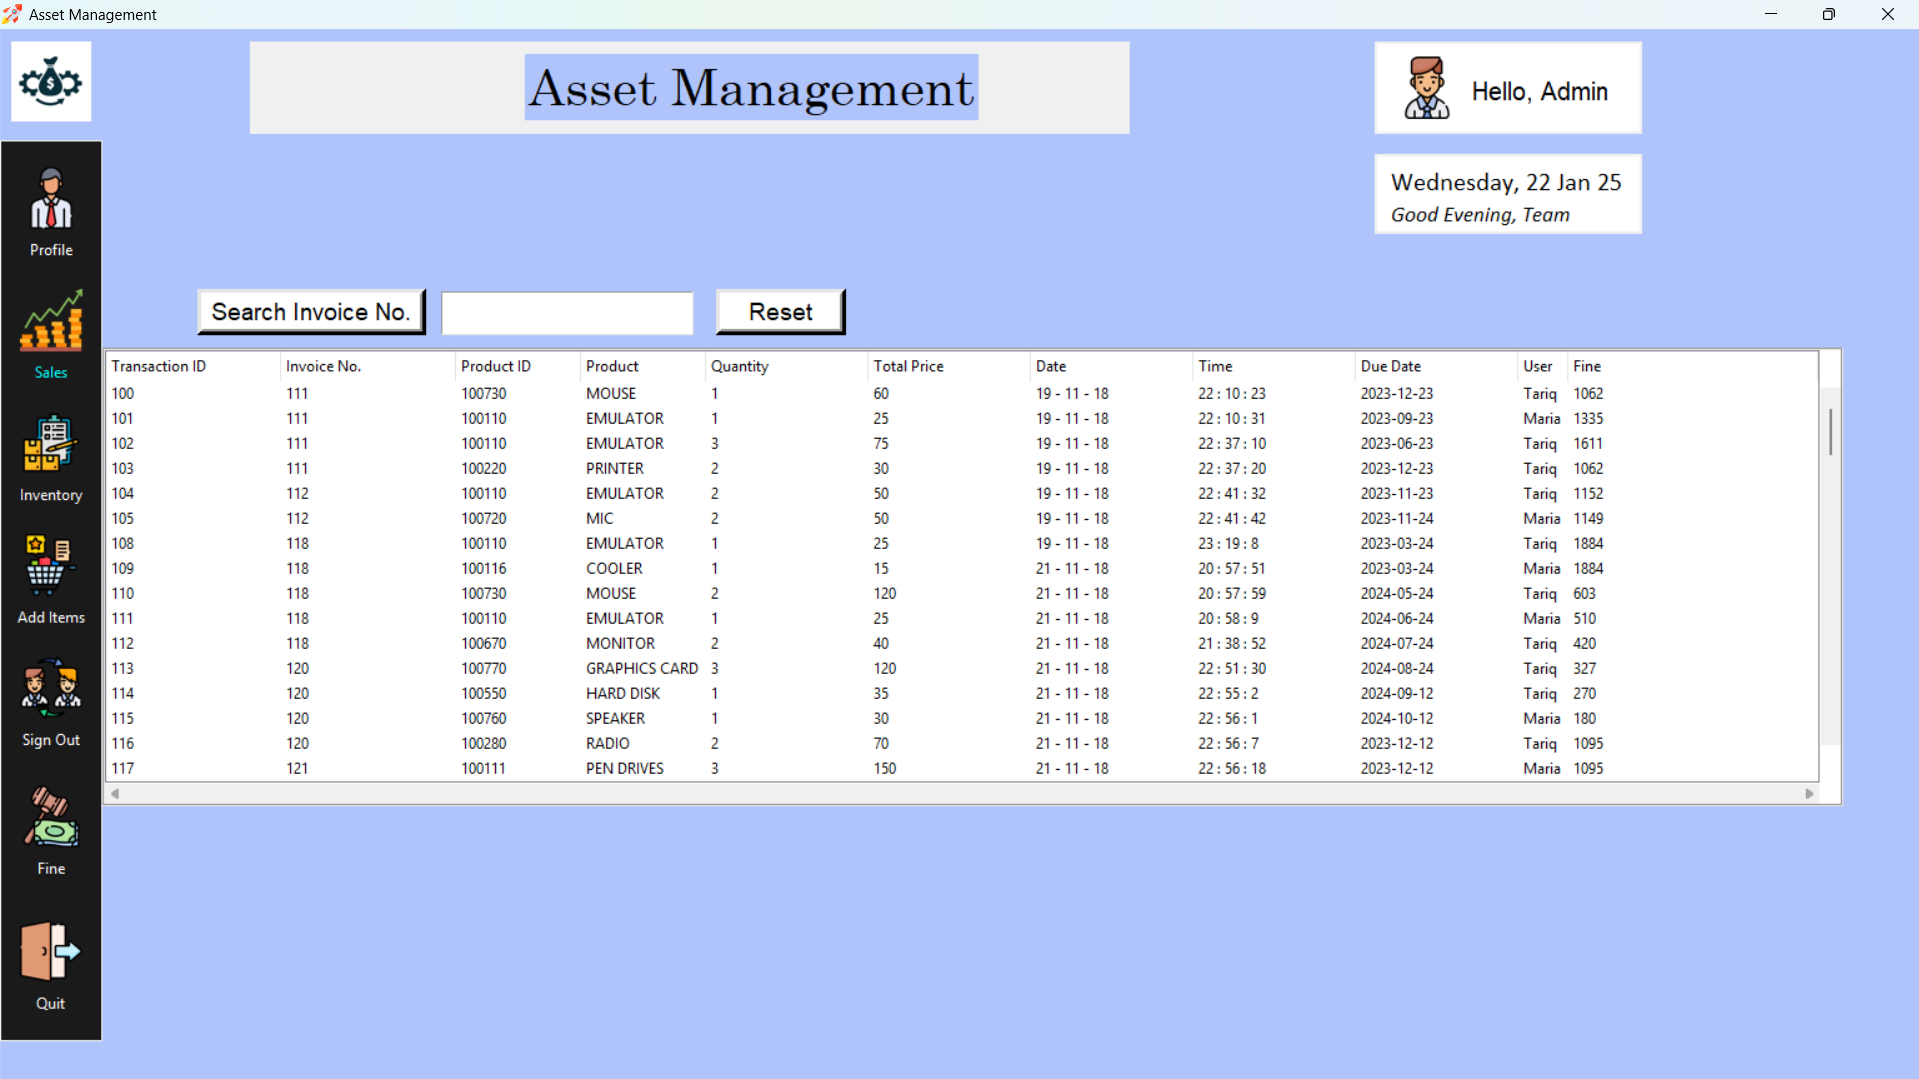 Asset Management
Asset Management
Hello, Admin
Wednesday, 22 Jan 25
Good Evening, Team
Profile
Sales
Inventory
Add Items
Sign Out
Fine
Quit
Search Invoice No. Reset
Transaction ID Invoice No. Product ID Product Quantity Total Price Date Time Due Date User Fine
100 111 100730 MOUSE 1 60 19 - 11 - 18 22 : 10 : 23 2023-12-23 Tariq 1062
101 111 100110 EMULATOR 1 25 19 - 11 - 18 22 : 10 : 31 2023-09-23 Maria 1335
102 111 100110 EMULATOR 3 75 19 - 11 - 18 22 : 37 : 10 2023-06-23 Tariq 1611
103 111 100220 PRINTER 2 30 19 - 11 - 18 22 : 37 : 20 2023-12-23 Tariq 1062
104 112 100110 EMULATOR 2 50 19 - 11 - 18 22 : 41 : 32 2023-11-23 Tariq 1152
105 112 100720 MIC 2 50 19 - 11 - 18 22 : 41 : 42 2023-11-24 Maria 1149
108 118 100110 EMULATOR 1 25 19 - 11 - 18 23 : 19 : 8 2023-03-24 Tariq 1884
109 118 100116 COOLER 1 15 21 - 11 - 18 20 : 57 : 51 2023-03-24 Maria 1884
110 118 100730 MOUSE 2 120 21 - 11 - 18 20 : 57 : 59 2024-05-24 Tariq 603
111 118 100110 EMULATOR 1 25 21 - 11 - 18 20 : 58 : 9 2024-06-24 Maria 510
112 118 100670 MONITOR 2 40 21 - 11 - 18 21 : 38 : 52 2024-07-24 Tariq 420
113 120 100770 GRAPHICS CARD 3 120 21 - 11 - 18 22 : 51 : 30 2024-08-24 Tariq 327
114 120 100550 HARD DISK 1 35 21 - 11 - 18 22 : 55 : 2 2024-09-12 Tariq 270
115 120 100760 SPEAKER 1 30 21 - 11 - 18 22 : 56 : 1 2024-10-12 Maria 180
116 120 100280 RADIO 2 70 21 - 11 - 18 22 : 56 : 7 2023-12-12 Tariq 1095
117 121 100111 PEN DRIVES 3 150 21 - 11 - 18 22 : 56 : 18 2023-12-12 Maria 1095